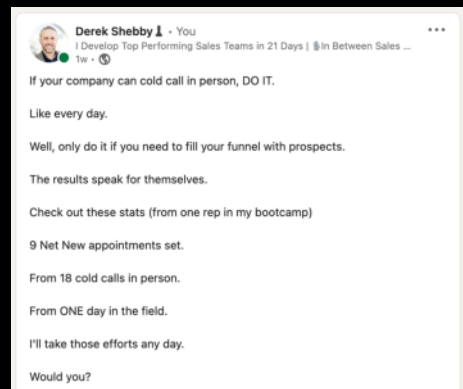 Derek Shebby • You
I Develop Top Performing Sales Teams in 21 Days | In Between Sales ...
1w •
If your company can cold call in person, DO IT.
Like every day.
Well, only do it if you need to fill your funnel with prospects.
The results speak for themselves.
Check out these stats (from one rep in my bootcamp)
9 Net New appointments set.
From 18 cold calls in person.
From ONE day in the field.
I'll take those efforts any day.
Would you?